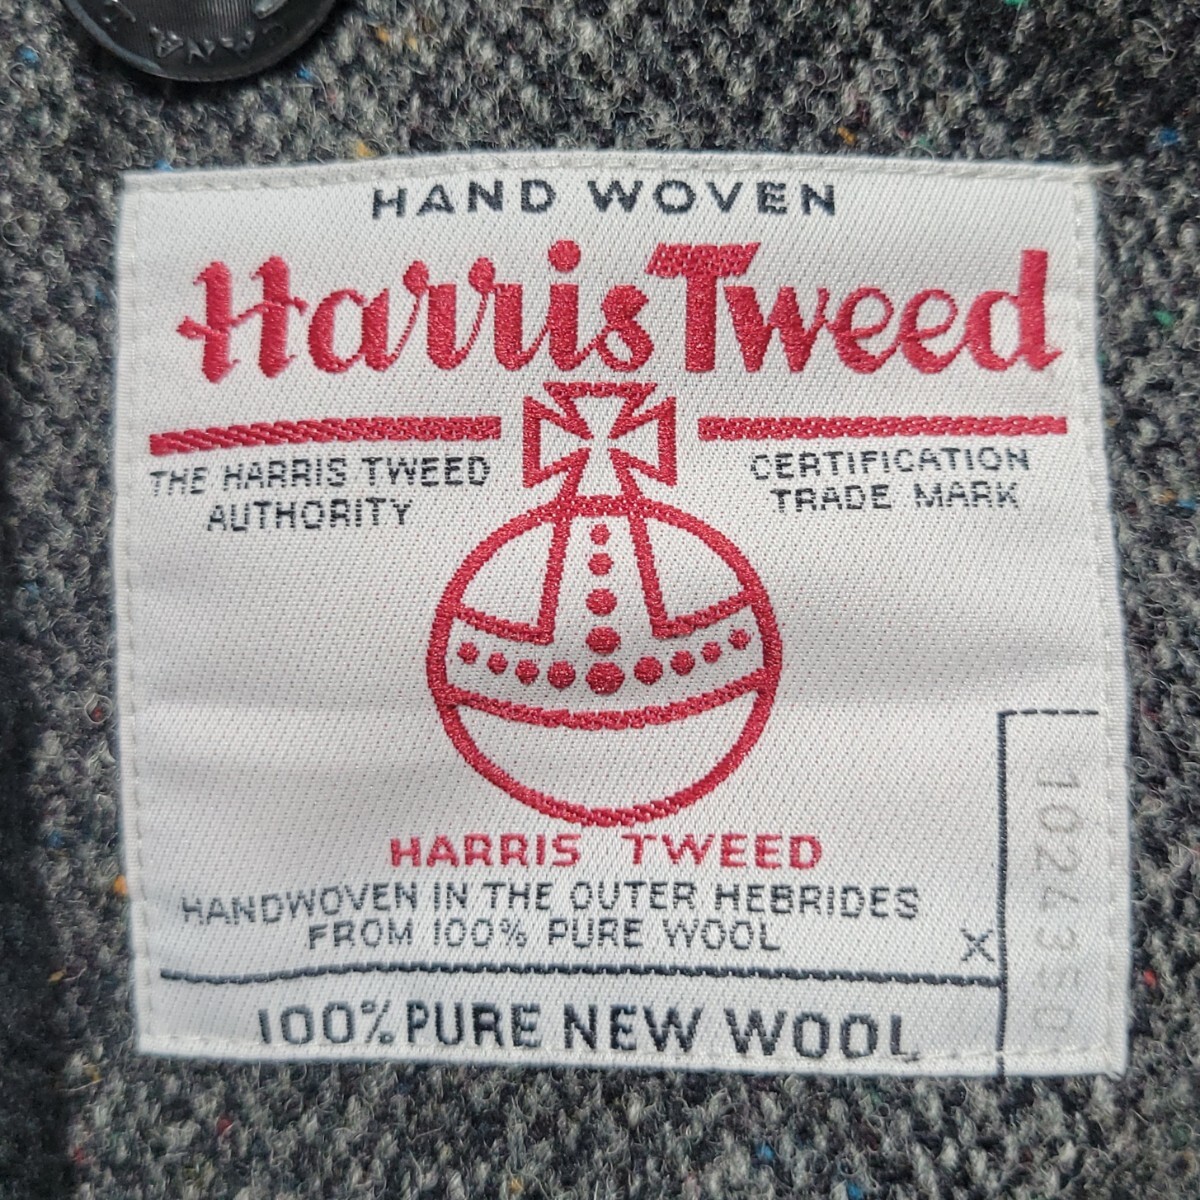 HAND WOVEN
Harris Tweed
THE HARRIS TWEED
AUTHORITY
CERTIFICATION
TRADE MARK
HARRIS TWEED
HANDWOVEN IN THE OUTER HEBRIDES
FROM 100% PURE WOOL
X
100% PURE NEW WOOL